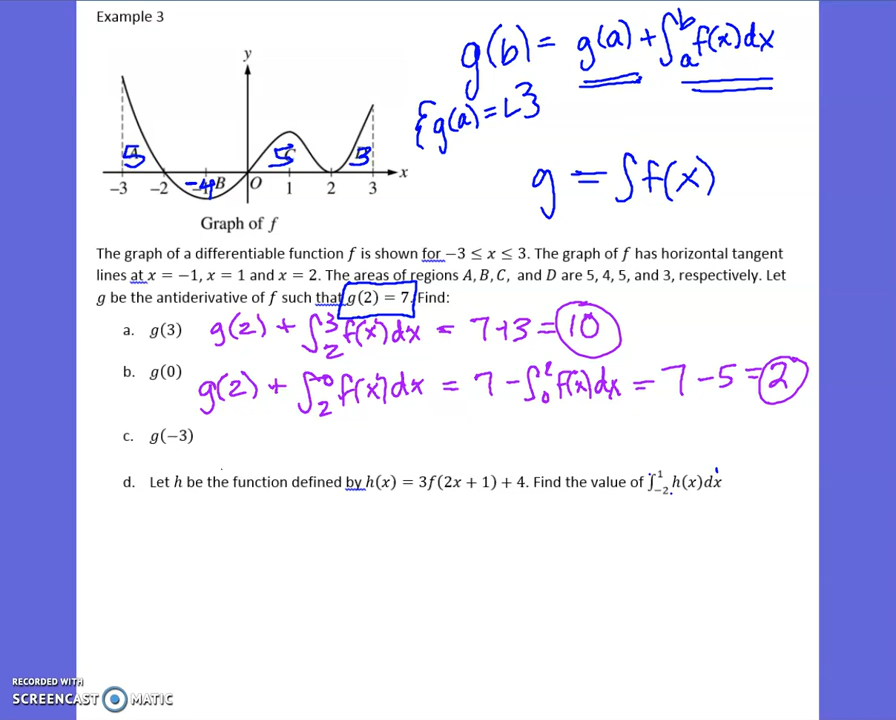 Example 3
g(b) = g(a) + ∫ₐᵇ f(x)dx
{g(a) = L3
g = ∫f(x)
y
5
-4
B
O
5
3
x
−3 −2 1 2 3
Graph of f
The graph of a differentiable function f is shown for −3 ≤ x ≤ 3. The graph of f has horizontal tangent
lines at x = −1, x = 1 and x = 2. The areas of regions A, B, C, and D are 5, 4, 5, and 3, respectively. Let
g be the antiderivative of f such that g(2) = 7. Find:
a. g(3) g(2) + ∫₂³ f(x)dx = 7+3 = 10
b. g(0) g(2) + ∫₂⁰ f(x)dx = 7 - ∫₀² f(x)dx = 7-5 = 2
c. g(−3)
d. Let h be the function defined by h(x) = 3f(2x + 1) + 4. Find the value of ∫₋₂¹ h(x)dx
RECORDED WITH
SCREENCAST MATIC